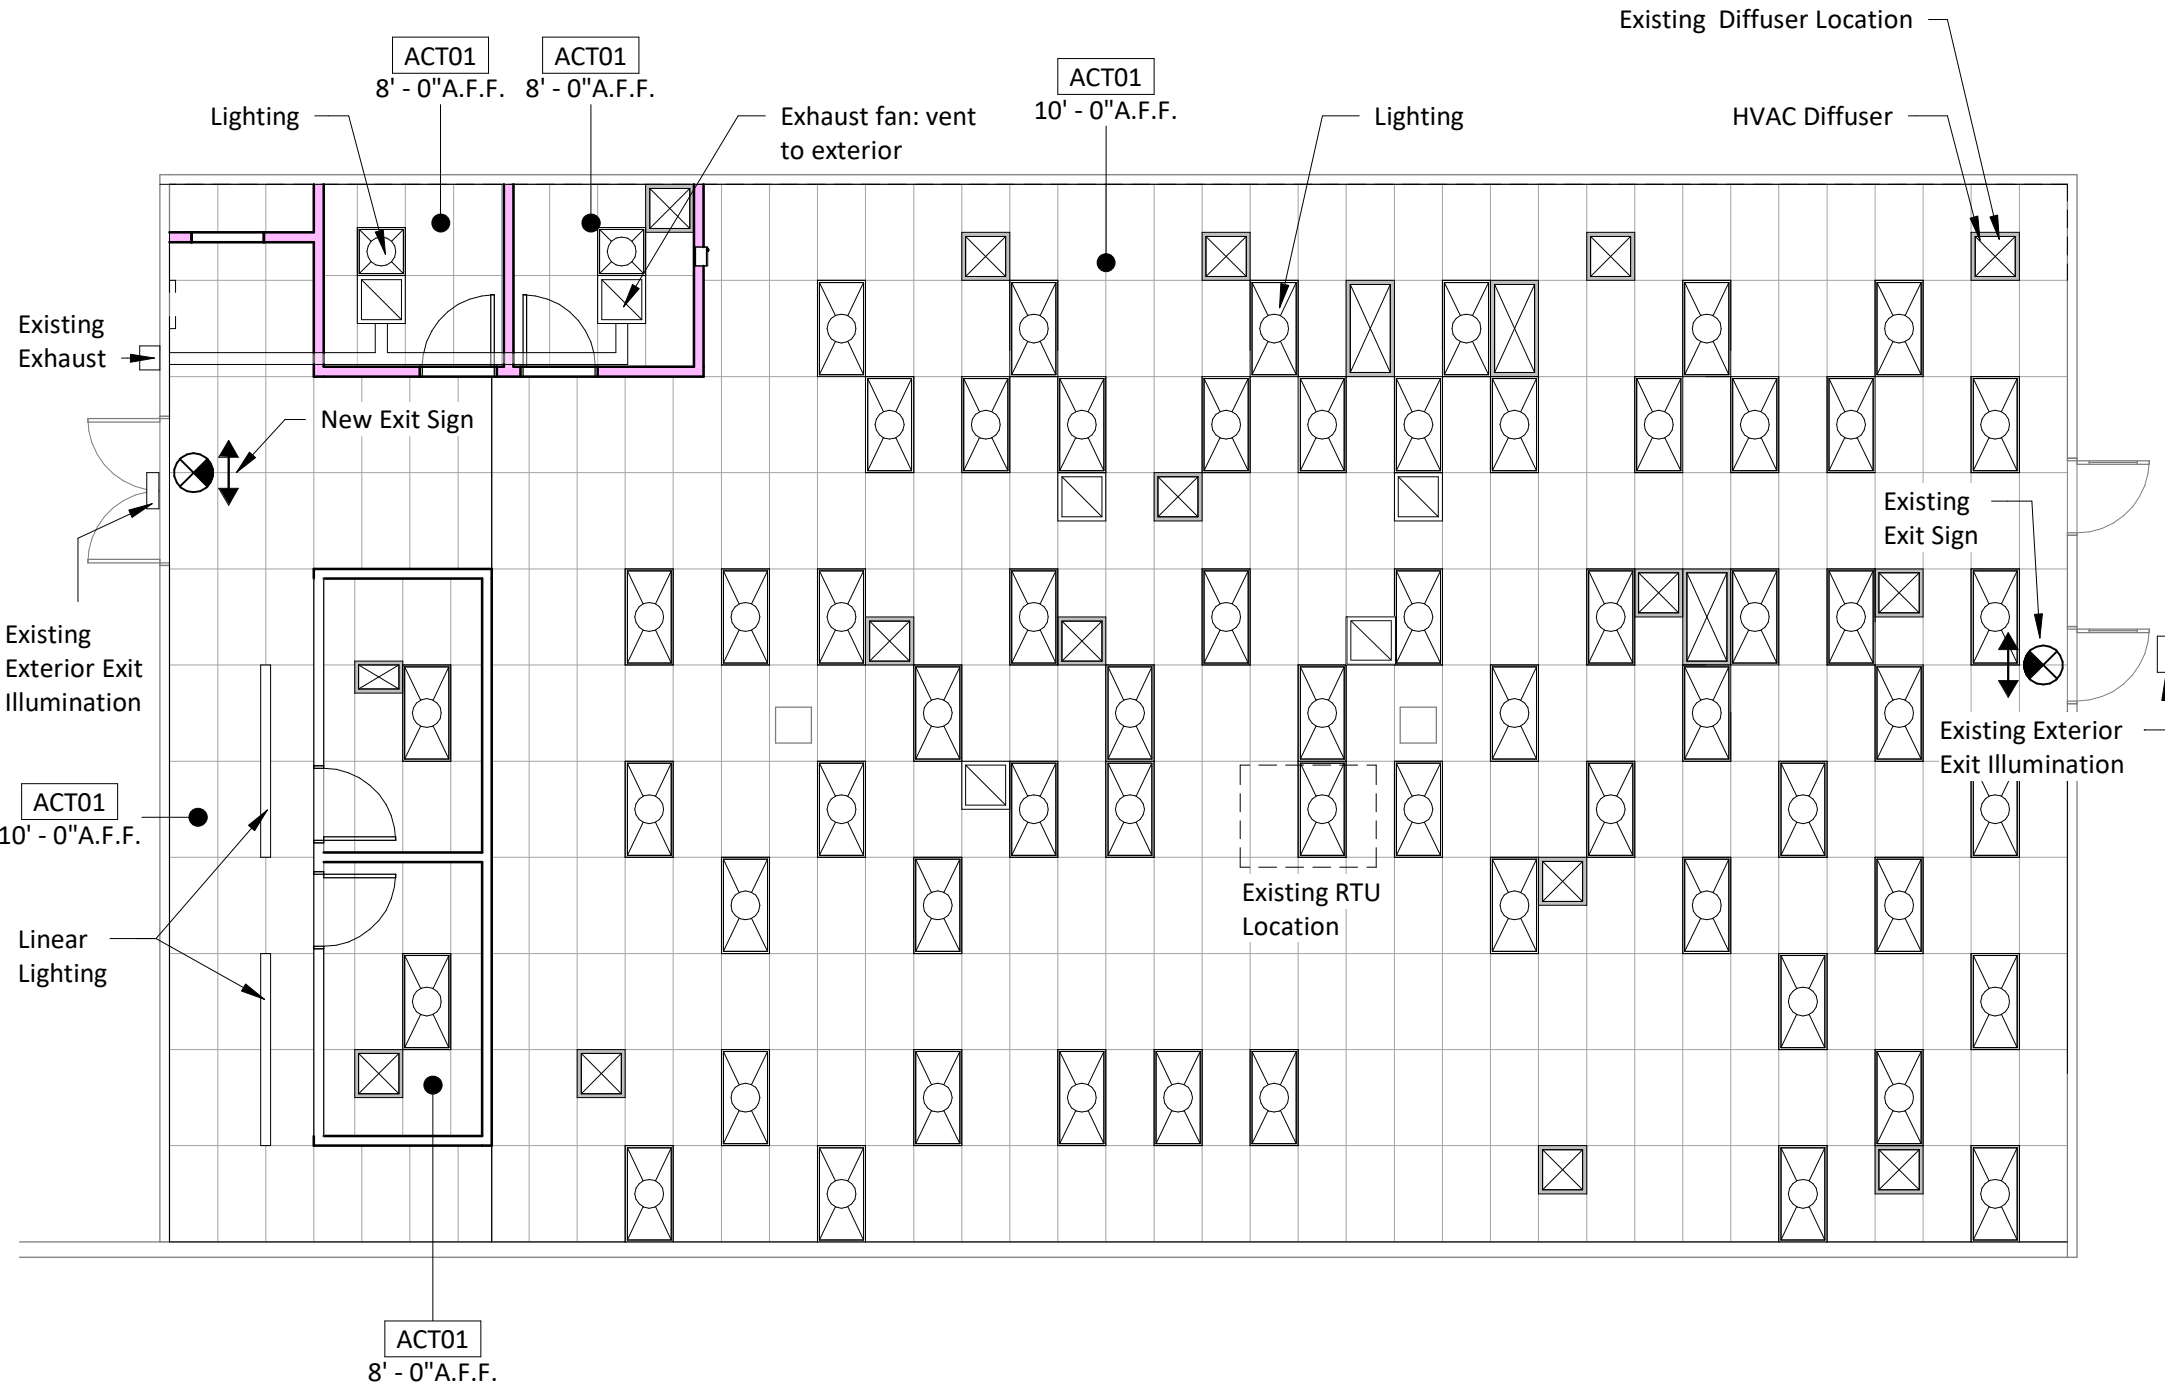 Existing  Diffuser Location
ACT01
8' - 0"A.F.F.
ACT01
8' - 0"A.F.F.
ACT01
10' - 0"A.F.F.
Lighting
Exhaust fan: vent
to exterior
Lighting
HVAC Diffuser
Existing
Exhaust
New Exit Sign
Existing
Exit Sign
Existing
Exterior Exit
Illumination
Existing Exterior
Exit Illumination
ACT01
10' - 0"A.F.F.
Existing RTU
Location
Linear
Lighting
ACT01
8' - 0"A.F.F.